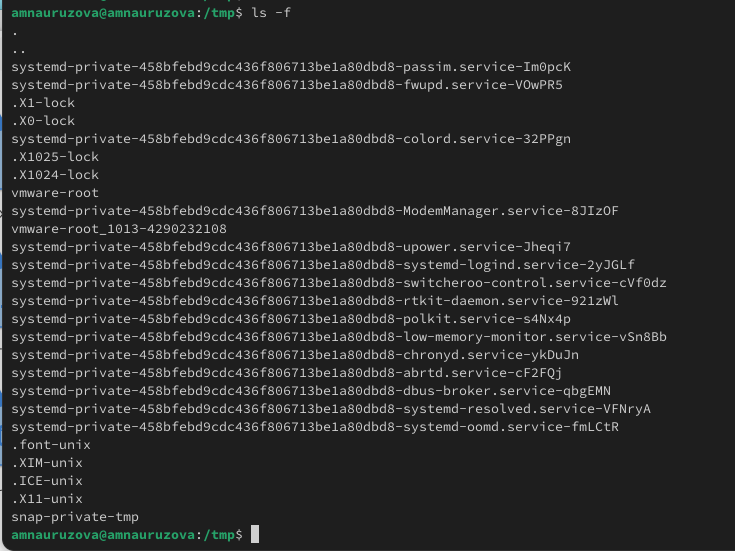 amnauruzova@amnauruzova:/tmp$ ls -f
.
..
systemd-private-458bfebd9cdc436f806713be1a80dbd8-passim.service-Im0pcK
systemd-private-458bfebd9cdc436f806713be1a80dbd8-fwupd.service-VOwPR5
.X1-lock
.X0-lock
systemd-private-458bfebd9cdc436f806713be1a80dbd8-colord.service-32PPgn
.X1025-lock
.X1024-lock
vmware-root
systemd-private-458bfebd9cdc436f806713be1a80dbd8-ModemManager.service-8JIzOF
vmware-root_1013-4290232108
systemd-private-458bfebd9cdc436f806713be1a80dbd8-upower.service-Jheqi7
systemd-private-458bfebd9cdc436f806713be1a80dbd8-systemd-logind.service-2yJGLf
systemd-private-458bfebd9cdc436f806713be1a80dbd8-switcheroo-control.service-cVf0dz
systemd-private-458bfebd9cdc436f806713be1a80dbd8-rtkit-daemon.service-921zWl
systemd-private-458bfebd9cdc436f806713be1a80dbd8-polkit.service-s4Nx4p
systemd-private-458bfebd9cdc436f806713be1a80dbd8-low-memory-monitor.service-vSn8Bb
systemd-private-458bfebd9cdc436f806713be1a80dbd8-chronyd.service-ykDuJn
systemd-private-458bfebd9cdc436f806713be1a80dbd8-abrtd.service-cF2FQj
systemd-private-458bfebd9cdc436f806713be1a80dbd8-dbus-broker.service-qbgEMN
systemd-private-458bfebd9cdc436f806713be1a80dbd8-systemd-resolved.service-VFNryA
systemd-private-458bfebd9cdc436f806713be1a80dbd8-systemd-oomd.service-fmLCtR
.font-unix
.XIM-unix
.ICE-unix
.X11-unix
snap-private-tmp
amnauruzova@amnauruzova:/tmp$